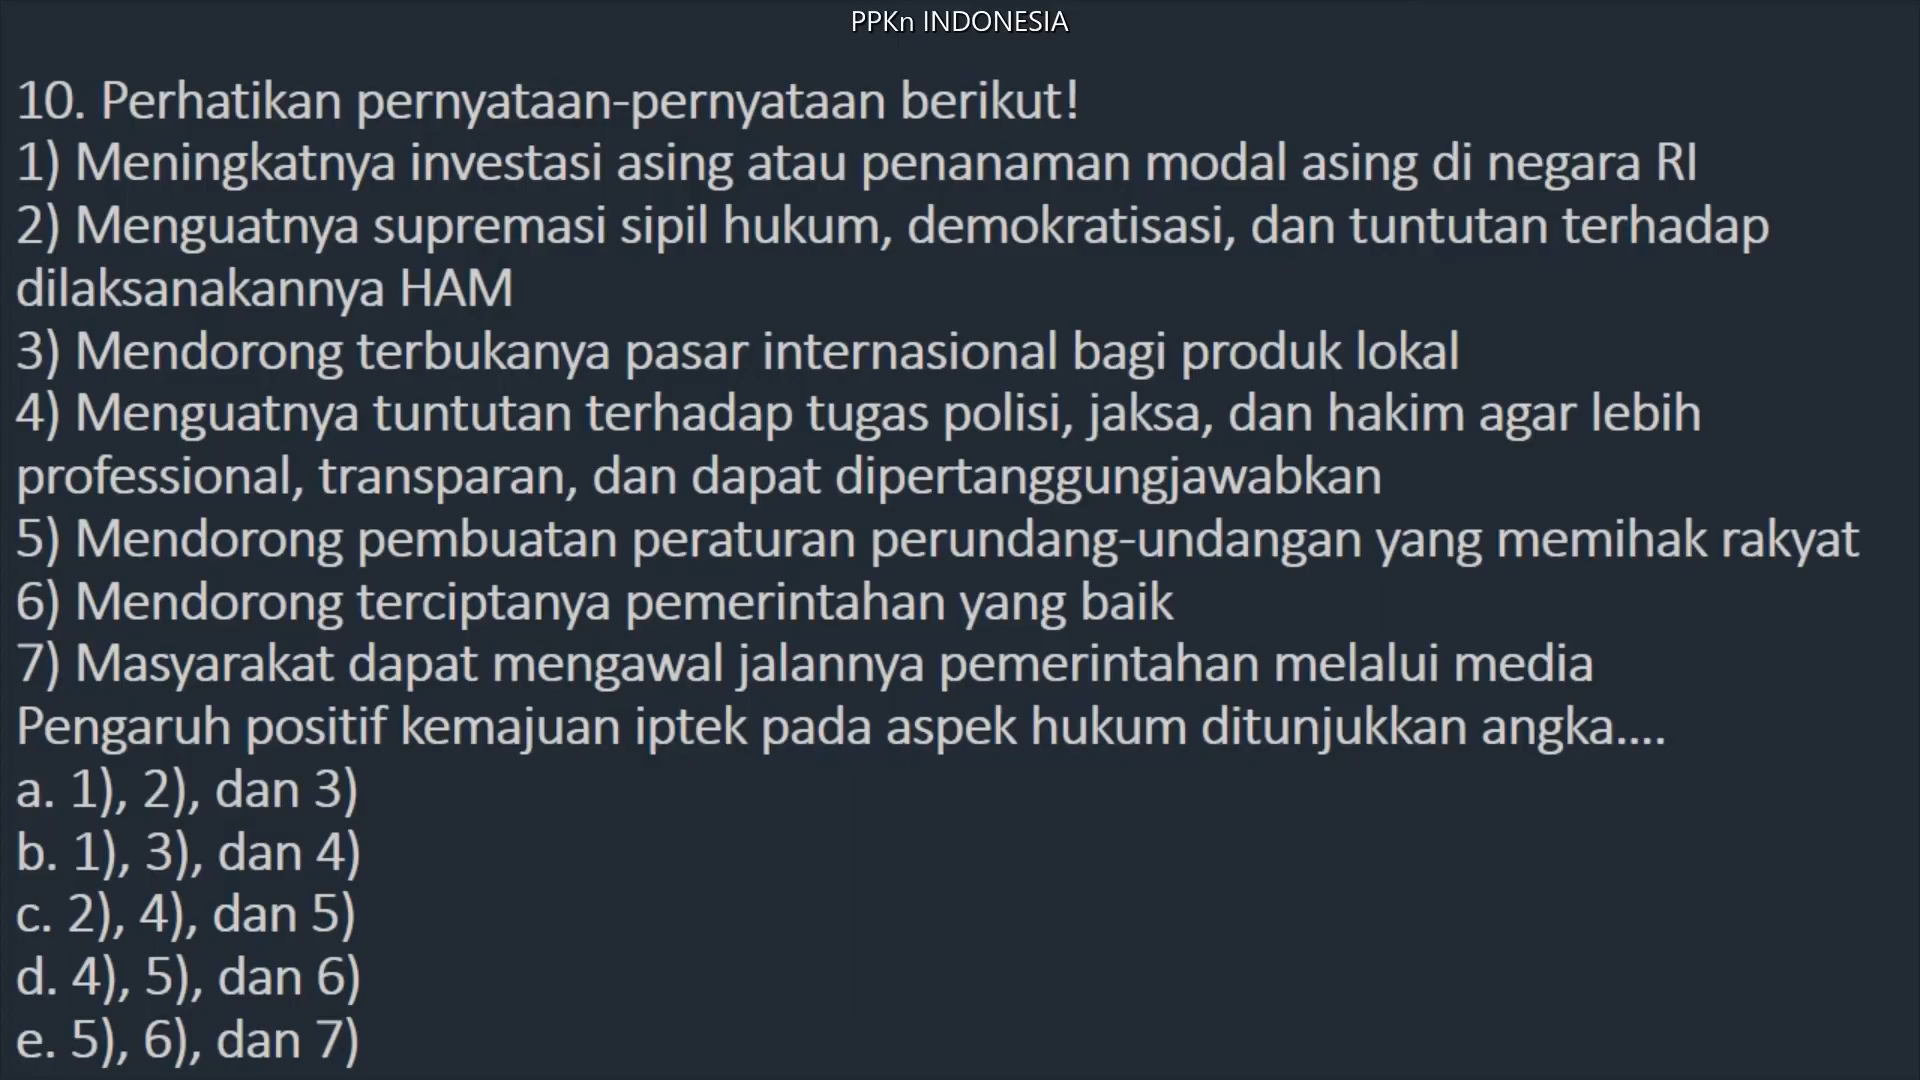 PPKn INDONESIA
10. Perhatikan pernyataan-pernyataan berikut!
1) Meningkatnya investasi asing atau penanaman modal asing di negara RI
2) Menguatnya supremasi sipil hukum, demokratisasi, dan tuntutan terhadap
dilaksanakannya HAM
3) Mendorong terbukanya pasar internasional bagi produk lokal
4) Menguatnya tuntutan terhadap tugas polisi, jaksa, dan hakim agar lebih
professional, transparan, dan dapat dipertanggungjawabkan
5) Mendorong pembuatan peraturan perundang-undangan yang memihak rakyat
6) Mendorong terciptanya pemerintahan yang baik
7) Masyarakat dapat mengawal jalannya pemerintahan melalui media
Pengaruh positif kemajuan iptek pada aspek hukum ditunjukkan angka....
a. 1), 2), dan 3)
b. 1), 3), dan 4)
c. 2), 4), dan 5)
d. 4), 5), dan 6)
e. 5), 6), dan 7)